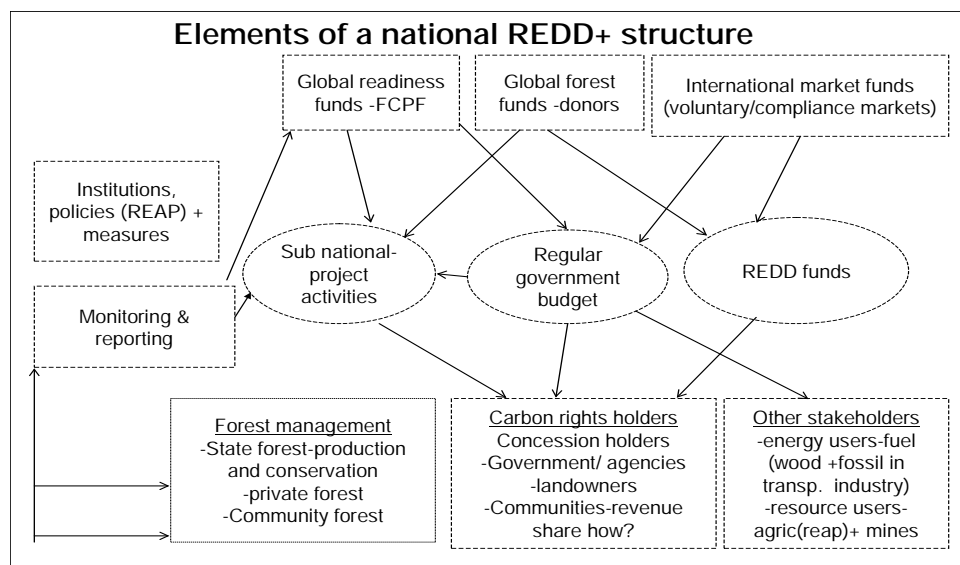 Elements of a national REDD+ structure
Global readiness
funds -FCPF
Global forest
funds -donors
International market funds
(voluntary/compliance markets)
Institutions,
policies (REAP) +
measures
Sub national-
project
activities
Regular
government
budget
REDD funds
Monitoring &
reporting
Forest management
-State forest-production
and conservation
-private forest
-Community forest
Carbon rights holders
Concession holders
-Government/ agencies
-landowners
-Communities-revenue
share how?
Other stakeholders
-energy users-fuel
(wood +fossil in
transp. industry)
-resource users-
agric(reap)+ mines